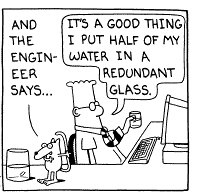 AND
THE
ENGIN-
EER
SAYS...
IT'S A GOOD THING
I PUT HALF OF MY
WATER IN A
REDUNDANT
GLASS.